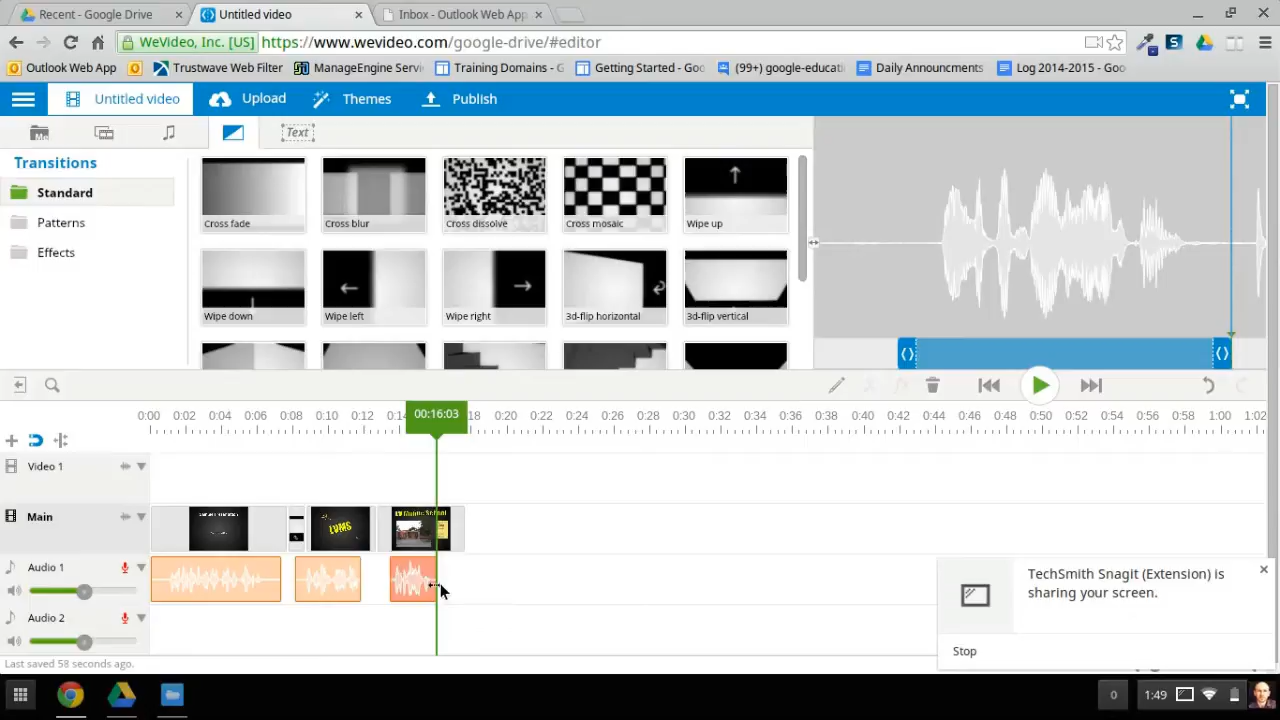 Recent - Google Drive
Untitled video
Inbox - Outlook Web App
WeVideo, Inc. [US]
https://www.wevideo.com/google-drive/#editor
Outlook Web App
Trustwave Web Filter
ManageEngine Servi
Training Domains - G
Getting Started - Goo
(99+) google-educati
Daily Announcments
Log 2014-2015 - Goo
Untitled video
Upload
Themes
Publish
Text
Transitions
Standard
Patterns
Effects
Cross fade
Cross blur
Cross dissolve
Cross mosaic
Wipe up
Wipe down
Wipe left
Wipe right
3d-flip horizontal
3d-flip vertical
0:00 0:02 0:04 0:06 0:08 0:10 0:12 0:14 00:16:03 0:18 0:20 0:22 0:24 0:26 0:28 0:30 0:32 0:34 0:36 0:38 0:40 0:42 0:44 0:46 0:48 0:50 0:52 0:54 0:56 0:58 1:00 1:02
Video 1
Main
LUMS
Middle School
Audio 1
Audio 2
TechSmith Snagit (Extension) is
sharing your screen.
Stop
Last saved 58 seconds ago.
0
1:49